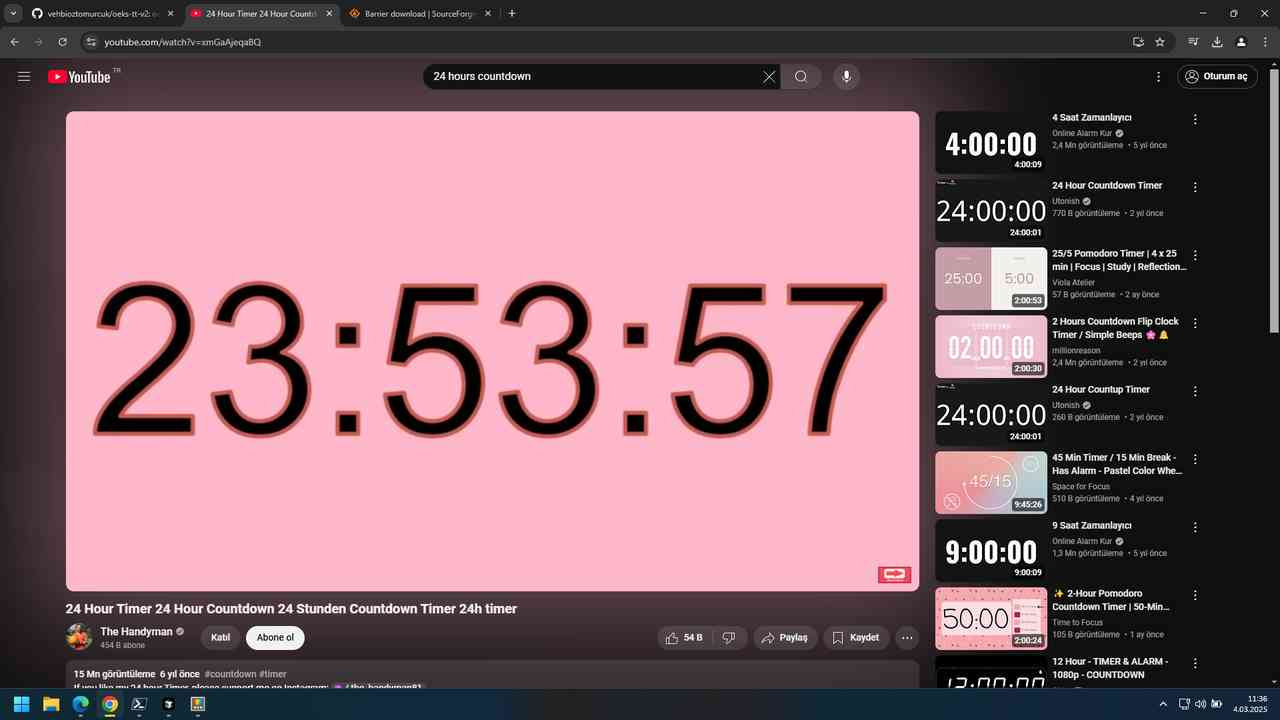 vehbioztomurcuk/oeks-tt-v2:
24 Hour Timer 24 Hour Countd
Barrier download | SourceForg
youtube.com/watch?v=xmGaAjeqaBQ
YouTube TR
24 hours countdown
Oturum aç
23:53:57
24 Hour Timer 24 Hour Countdown 24 Stunden Countdown Timer 24h timer
The Handyman
454 B abone
Katıl
Abone ol
54 B
Paylaş
Kaydet
15 Mn görüntüleme 6 yıl önce #countdown #timer
If you like my 24 hour Timer, please support me on Instagram: / the_handyman81
4:00:00
4:00:09
4 Saat Zamanlayıcı
Online Alarm Kur
2,4 Mn görüntüleme • 5 yıl önce
24:00:00
24:00:01
24 Hour Countdown Timer
Utonish
770 B görüntüleme • 2 yıl önce
25:00
5:00
2:00:53
25/5 Pomodoro Timer | 4 x 25
min | Focus | Study | Reflection...
Viola Atelier
57 B görüntüleme • 2 ay önce
COUNTDOWN
02 00 00
2:00:30
2 Hours Countdown Flip Clock
Timer / Simple Beeps 🌸 🔔
millionreason
2,4 Mn görüntüleme • 2 yıl önce
24:00:00
24:00:01
24 Hour Countup Timer
Utonish
260 B görüntüleme • 2 yıl önce
45/15
9:45:26
45 Min Timer / 15 Min Break -
Has Alarm - Pastel Color Whe...
Space for Focus
510 B görüntüleme • 4 yıl önce
9:00:00
9:00:09
9 Saat Zamanlayıcı
Online Alarm Kur
1,3 Mn görüntüleme • 5 yıl önce
50:00
2:00:24
✨ 2-Hour Pomodoro
Countdown Timer | 50-Min...
Time to Focus
105 B görüntüleme • 1 ay önce
12:00:00
12 Hour - TIMER & ALARM -
1080p - COUNTDOWN
11:36
4.03.2025